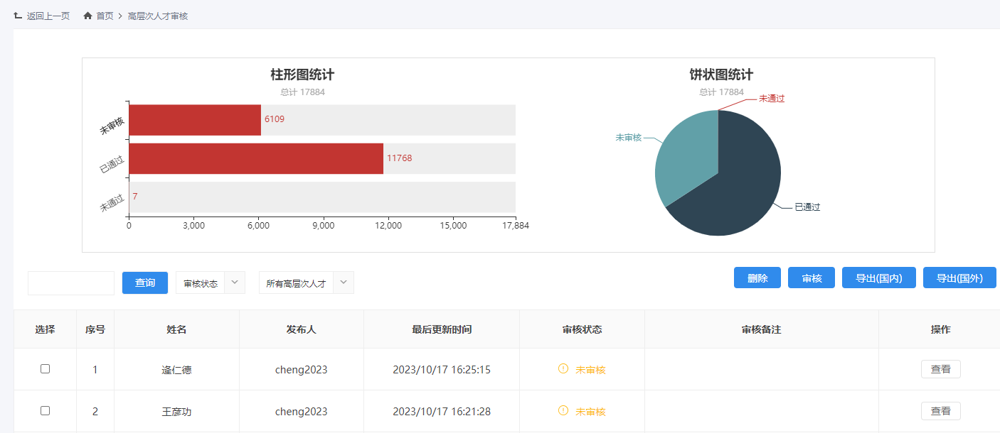 返回上一页 首页 > 高层次人才审核
柱形图统计
总计 17884
未审核 6109
已通过 11768
未通过 7
0 3,000 6,000 9,000 12,000 15,000 17,884
饼状图统计
总计 17884
未通过
未审核
已通过
查询 审核状态 所有高层次人才 删除 审核 导出(国内) 导出(国外)
选择 序号 姓名 发布人 最后更新时间 审核状态 审核备注 操作
1 逄仁德 cheng2023 2023/10/17 16:25:15 未审核 查看
2 王彦功 cheng2023 2023/10/17 16:21:28 未审核 查看